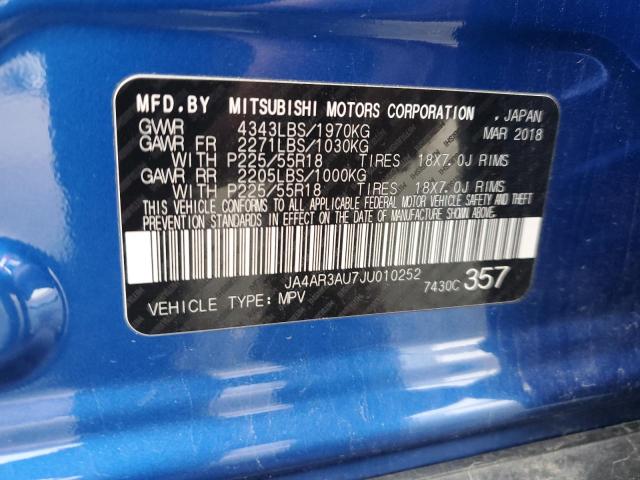 MFD.BY MITSUBISHI MOTORS CORPORATION , JAPAN
GVWR 4343LBS/1970KG MAR 2018
GAWR FR 2271LBS/1030KG
WITH P225/55R18 TIRES 18X7.0J RIMS
GAWR RR 2205LBS/1000KG
WITH P225/55R18 TIRES 18X7.0J RIMS
THIS VEHICLE CONFORMS TO ALL APPLICABLE FEDERAL MOTOR VEHICLE SAFETY AND THEFT
PREVENTION STANDARDS IN EFFECT ON THE DATE OF MANUFACTURE SHOWN ABOVE.
JA4AR3AU7JU010252 7430C 357
VEHICLE TYPE: MPV